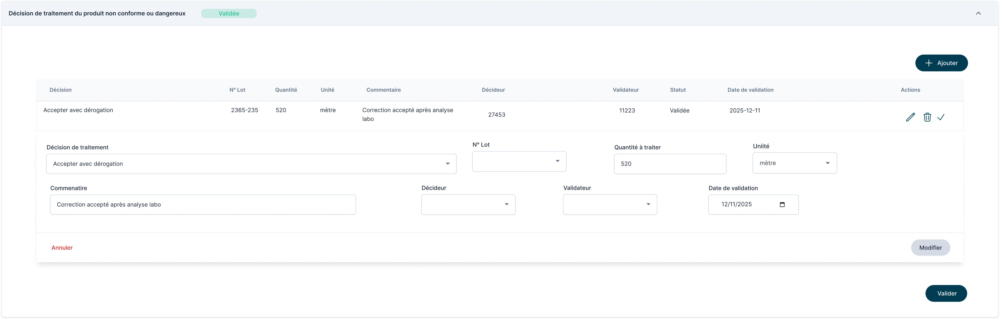 Décision de traitement du produit non conforme ou dangereux
Validée
Ajouter
Décision
N° Lot
Quantité
Unité
Commentaire
Décideur
Validateur
Statut
Date de validation
Actions
Accepter avec dérogation
2365-235
520
mètre
Correction accepté après analyse
labo
27453
11223
Validée
2025-12-11
Décision de traitement
N° Lot
Quantité à traiter
Uniité
Accepter avec dérogation
520
mètre
Commenatire
Décideur
Validateur
Date de validation
Correction accepté après analyse labo
12/11/2025
Annuler
Modifier
Valider